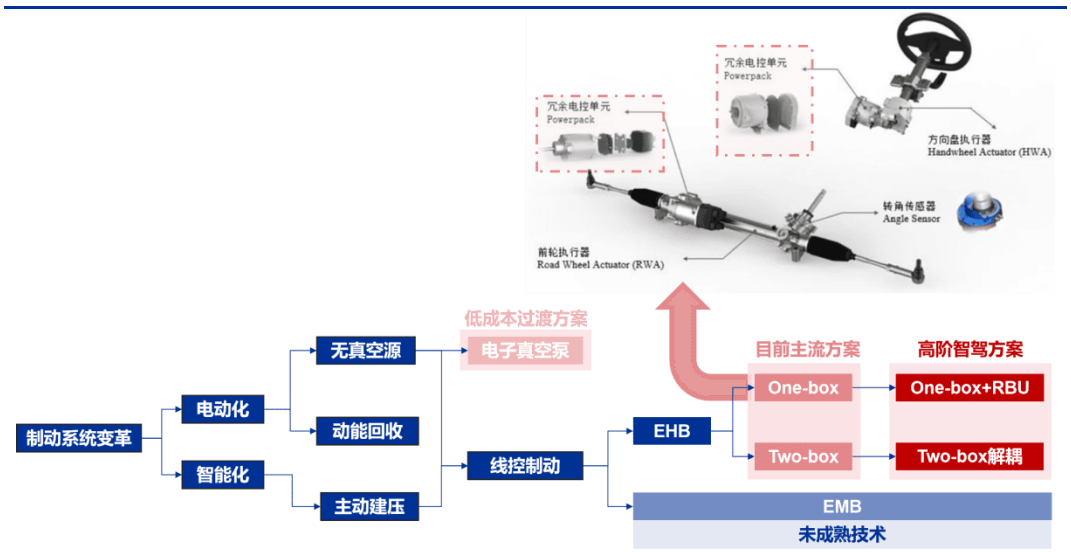 冗余电控单元
Powerpack
冗余电控单元
Powerpack
方向盘执行器
Handwheel Actuator (HWA)
转角传感器
Angle Sensor
前轮执行器
Road Wheel Actuator (RWA)
低成本过渡方案
电子真空泵
无真空源
目前主流方案
高阶智驾方案
One-box
One-box+RBU
电动化
动能回收
EHB
制动系统变革
智能化
线控制动
Two-box
Two-box解耦
主动建压
EMB
未成熟技术